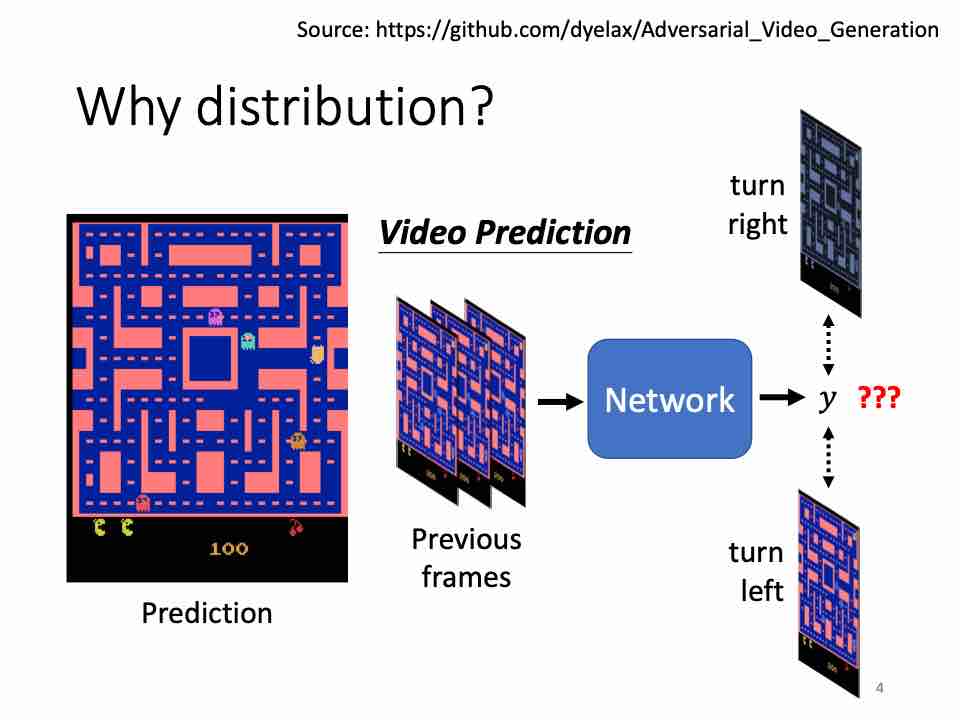 Source: https://github.com/dyelax/Adversarial_Video_Generation
Why distribution?
turn
right
Video Prediction
Network
y ???
100
Previous
frames
turn
left
Prediction
4